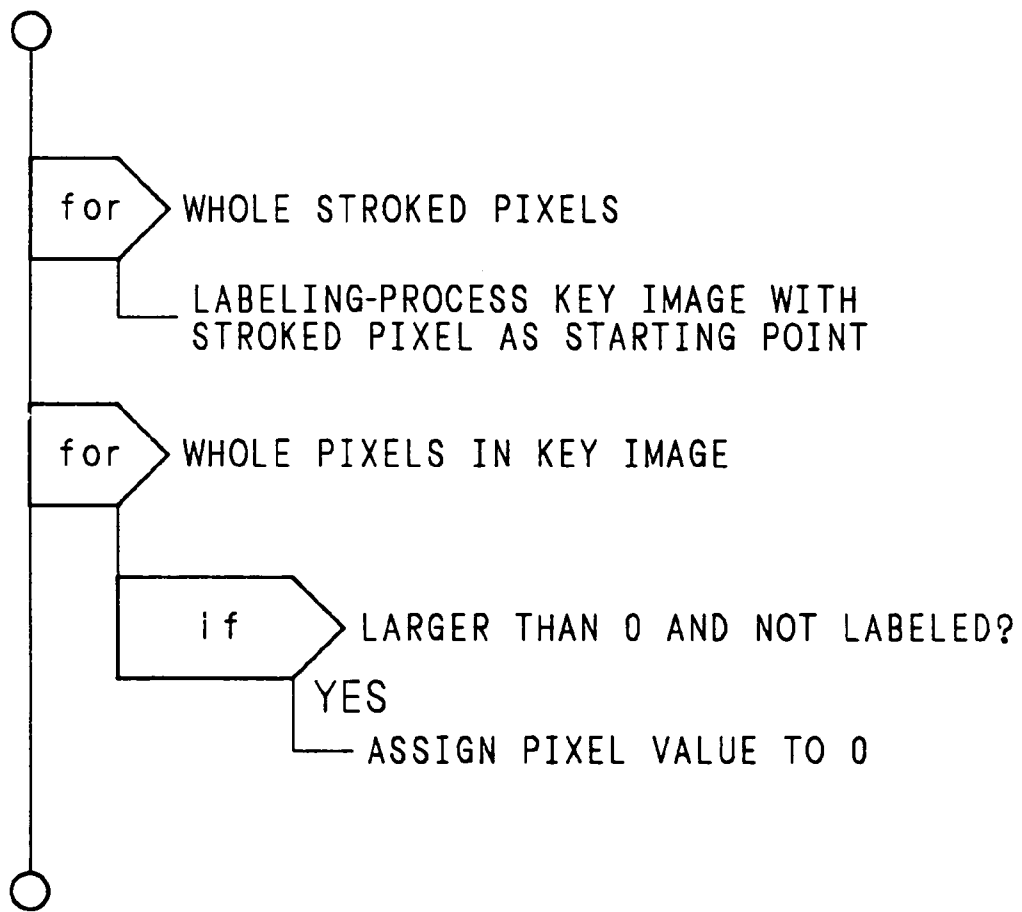 for WHOLE STROKED PIXELS
LABELING-PROCESS KEY IMAGE WITH
STROKED PIXEL AS STARTING POINT
for WHOLE PIXELS IN KEY IMAGE
if LARGER THAN 0 AND NOT LABELED?
YES
ASSIGN PIXEL VALUE TO 0